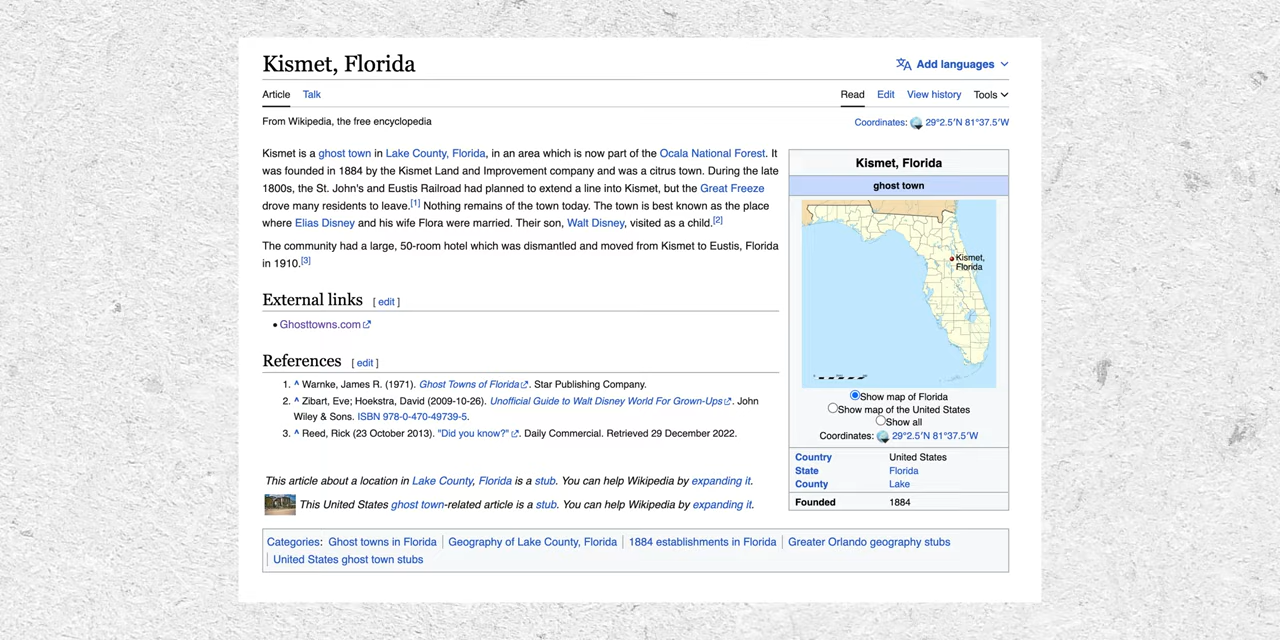 Kismet, Florida
Add languages
Article Talk
Read Edit View history Tools
From Wikipedia, the free encyclopedia
Coordinates: 29°2.5′N 81°37.5′W
Kismet is a ghost town in Lake County, Florida, in an area which is now part of the Ocala National Forest. It
was founded in 1884 by the Kismet Land and Improvement company and was a citrus town. During the late
1800s, the St. John's and Eustis Railroad had planned to extend a line into Kismet, but the Great Freeze
drove many residents to leave.[1] Nothing remains of the town today. The town is best known as the place
where Elias Disney and his wife Flora were married. Their son, Walt Disney, visited as a child.[2]
The community had a large, 50-room hotel which was dismantled and moved from Kismet to Eustis, Florida
in 1910.[3]
External links [ edit ]
• Ghosttowns.com
References [ edit ]
1. ^ Warnke, James R. (1971). Ghost Towns of Florida. Star Publishing Company.
2. ^ Zibart, Eve; Hoekstra, David (2009-10-26). Unofficial Guide to Walt Disney World For Grown-Ups. John
Wiley & Sons. ISBN 978-0-470-49739-5.
3. ^ Reed, Rick (23 October 2013). "Did you know?". Daily Commercial. Retrieved 29 December 2022.
This article about a location in Lake County, Florida is a stub. You can help Wikipedia by expanding it.
This United States ghost town-related article is a stub. You can help Wikipedia by expanding it.
Kismet, Florida
ghost town
Kismet,
Florida
Show map of Florida
Show map of the United States
Show all
Coordinates: 29°2.5′N 81°37.5′W
Country United States
State Florida
County Lake
Founded 1884
Categories: Ghost towns in Florida | Geography of Lake County, Florida | 1884 establishments in Florida | Greater Orlando geography stubs
| United States ghost town stubs